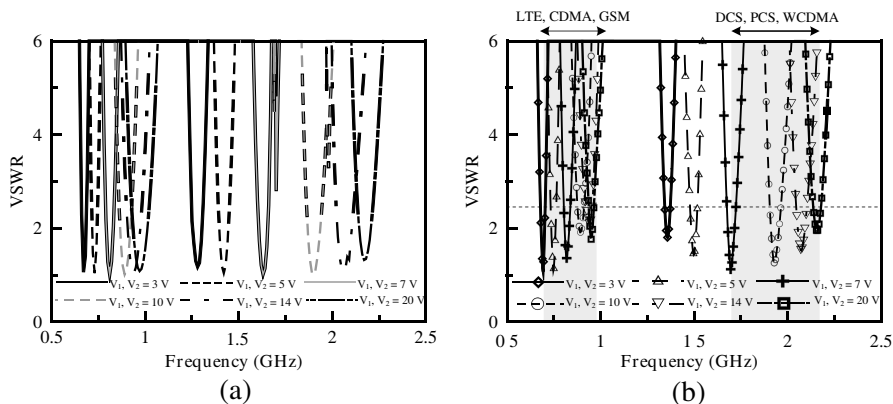 LTE, CDMA, GSM DCS, PCS, WCDMA
6 6
4 4
VSWR VSWR
2 2
V1, V2 = 3 V V1, V2 = 5 V V1, V2 = 7 V
V1, V2 = 10 V V1, V2 = 14 V V1, V2 = 20 V
V1, V2 = 3 V V1, V2 = 5 V V1, V2 = 7 V
V1, V2 = 10 V V1, V2 = 14 V V1, V2 = 20 V
0 0
0.5 1 1.5 2 2.5 0 5 1 1.5 2 2.5
Frequency (GHz) Frequency (GHz)
(a) (b)